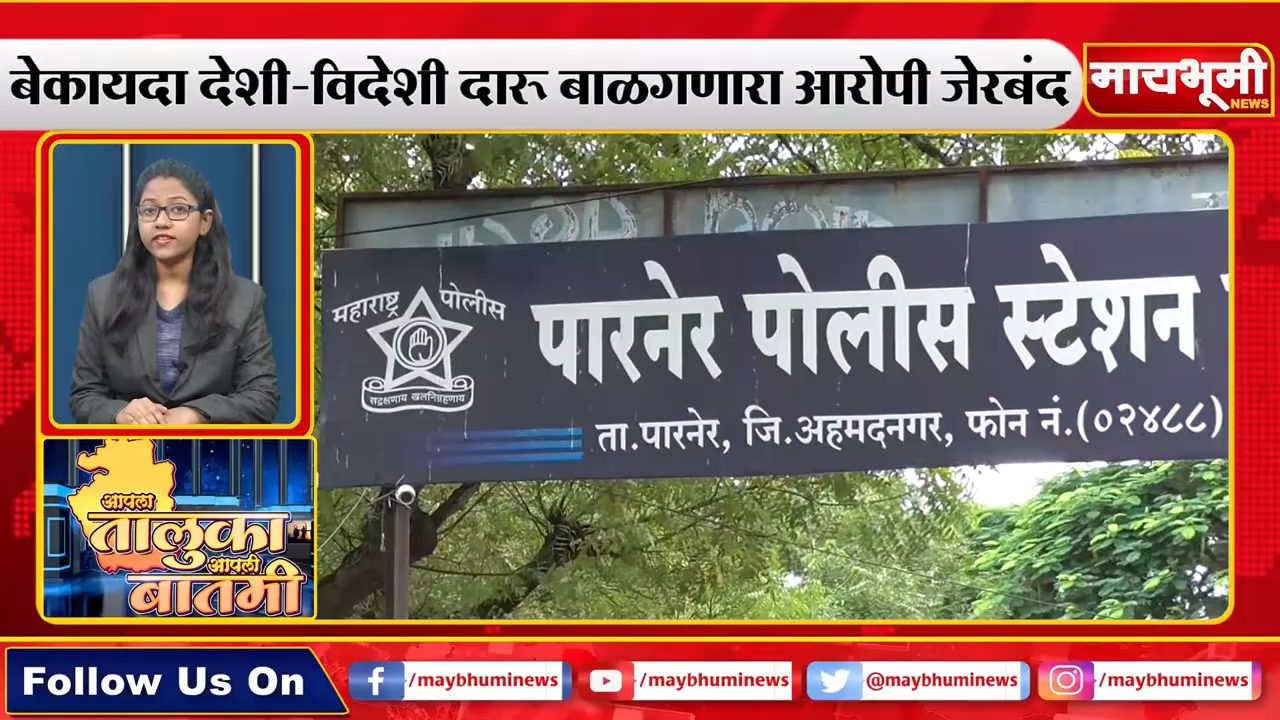 बेकायदा देशी-विदेशी दारू बाळगणारा आरोपी जेरबंद
मायभूमी
NEWS
महाराष्ट्र पोलीस
सद्रक्षणाय खलनिग्रहणाय
पारनेर पोलीस स्टेशन
ता.पारनेर, जि.अहमदनगर, फोन नं.(०२४८८)
आपला
तालुका
आपली
बातमी
Follow Us On
/maybhuminews
/maybhuminews
@maybhuminews
/maybhuminews